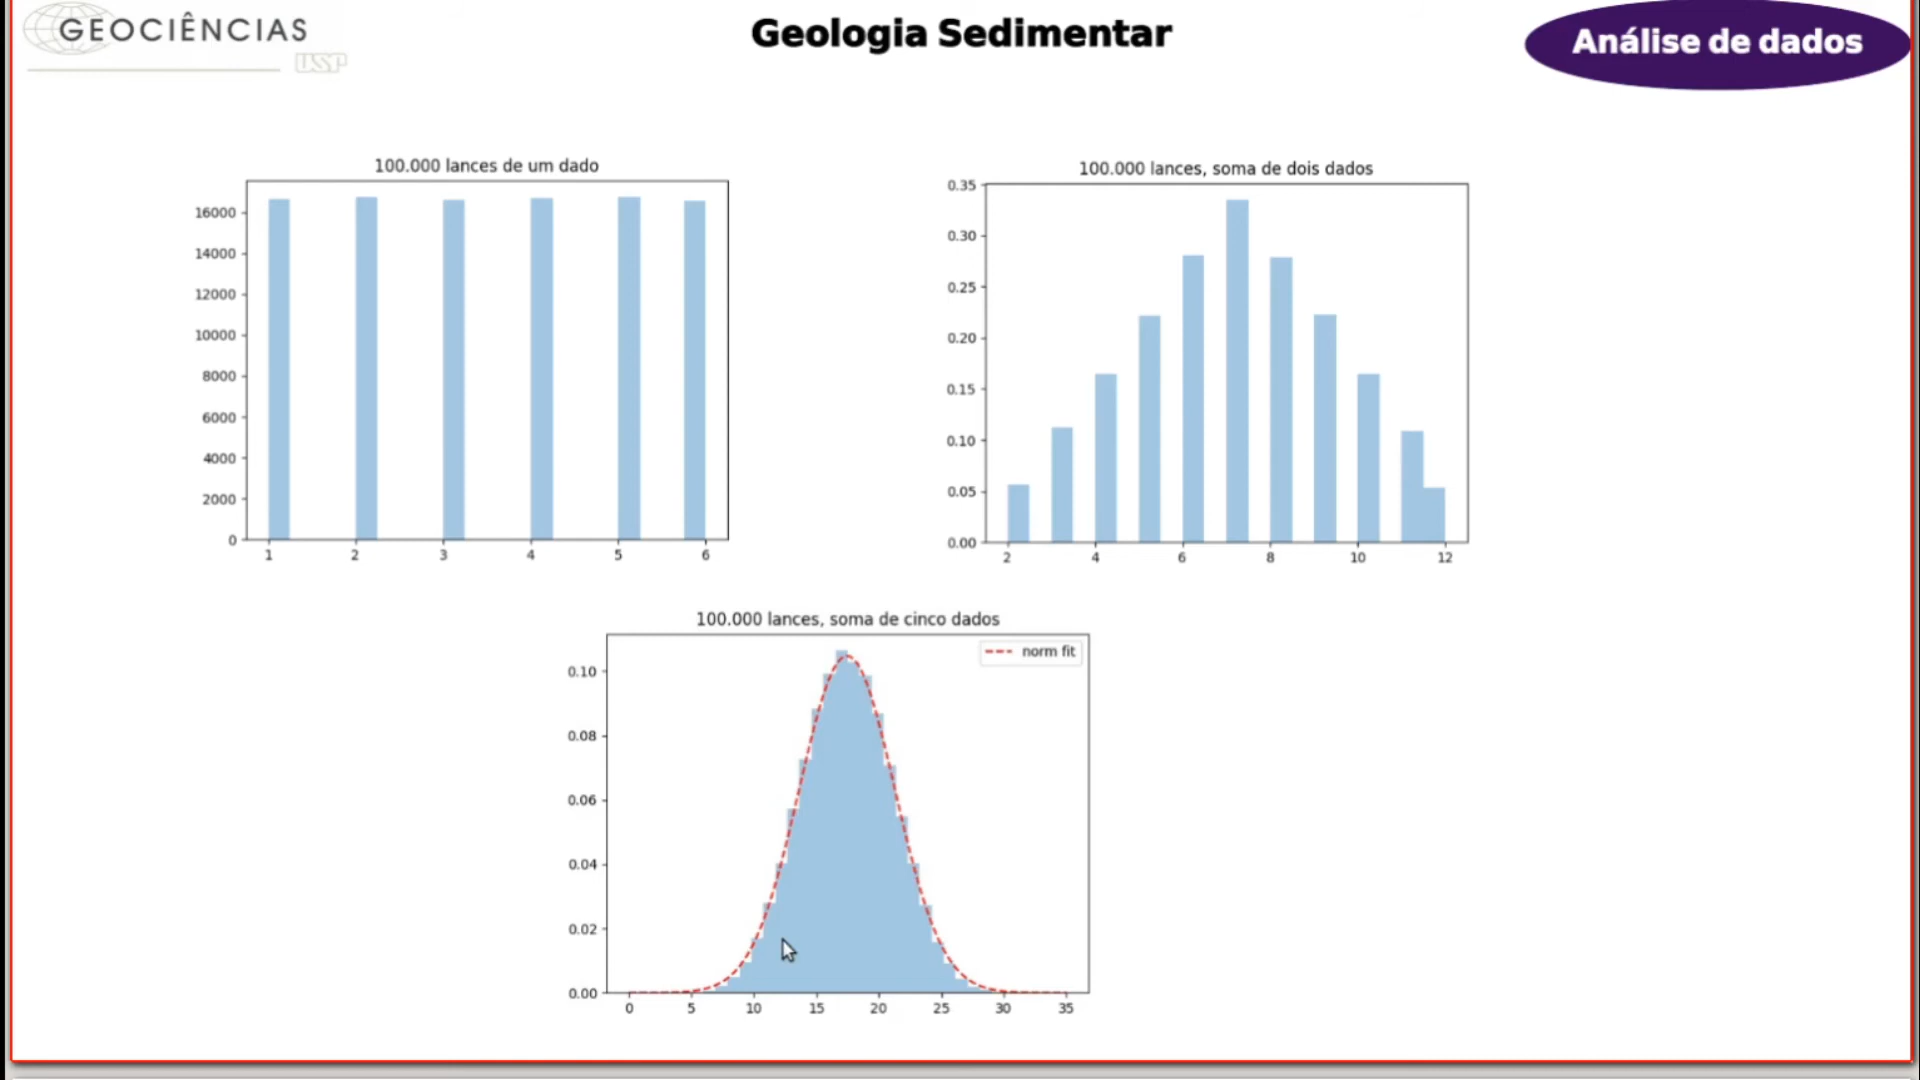 GEOCIÊNCIAS
USP
Geologia Sedimentar
Análise de dados
100.000 lances de um dado
16000
14000
12000
10000
8000
6000
4000
2000
0
1 2 3 4 5 6
100.000 lances, soma de dois dados
0.35
0.30
0.25
0.20
0.15
0.10
0.05
0.00
2 4 6 8 10 12
100.000 lances, soma de cinco dados
norm fit
0.10
0.08
0.06
0.04
0.02
0.00
0 5 10 15 20 25 30 35